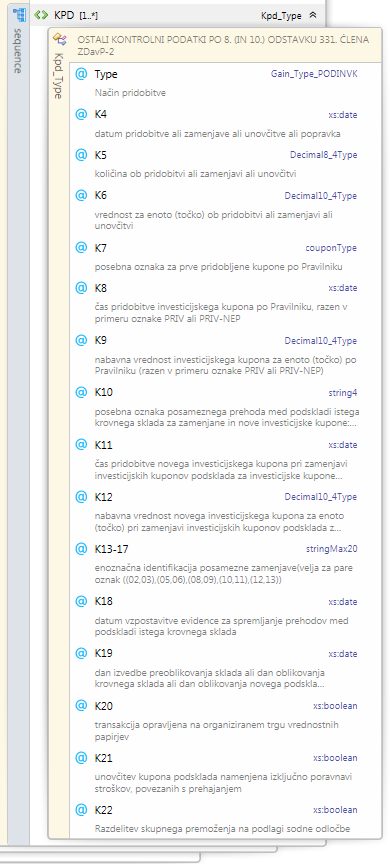 sequence
KPD [1..*] Kpd_Type
Kpd_Type
OSTALI KONTROLNI PODATKI PO 8. (IN 10.) ODSTAVKU 331. ČLENA
ZDavP-2
@ Type Gain_Type_PODINVK
Način pridobitve
@ K4 xs:date
datum pridobitve ali zamenjave ali unovčitve ali popravka
@ K5 Decimal8_4Type
količina ob pridobitvi ali zamenjavi ali unovčitvi
@ K6 Decimal10_4Type
vrednost za enoto (točko) ob pridobitvi ali zamenjavi ali
unovčitvi
@ K7 couponType
posebna oznaka za prve pridobljene kupone po Pravilniku
@ K8 xs:date
čas pridobitve investicijskega kupona po Pravilniku, razen v
primeru oznake PRIV ali PRIV-NEP
@ K9 Decimal10_4Type
nabavna vrednost investicijskega kupona za enoto (točko) po
Pravilniku (razen v primeru oznake PRIV ali PRIV-NEP)
@ K10 string4
posebna oznaka posameznega prehoda med podskladi istega
krovnega sklada za zamenjane in nove investicijske kupone:...
@ K11 xs:date
čas pridobitve novega investicijskega kupona pri zamenjavi
investicijskih kuponov podsklada za investicijske kupone...
@ K12 Decimal10_4Type
nabavna vrednost novega investicijskega kupona za enoto
(točko) pri zamenjavi investicijskih kuponov podsklada z...
@ K13-17 stringMax20
enoznačna identifikacija posamezne zamenjave(velja za pare
oznak ((02,03),(05,06),(08,09),(10,11),(12,13))
@ K18 xs:date
datum vzpostavitve evidence za spremljanje prehodov med
podskladi istega krovnega sklada
@ K19 xs:date
dan izvedbe preoblikovanja sklada ali dan oblikovanja
krovnega sklada ali dan oblikovanja novega podskla...
@ K20 xs:boolean
transakcija opravljena na organiziranem trgu vrednostnih
papirjev
@ K21 xs:boolean
unovčitev kupona podsklada namenjena izključno poravnavi
stroškov, povezanih s prehajanjem
@ K22 xs:boolean
Razdelitev skupnega premoženja na podlagi sodne odločbe